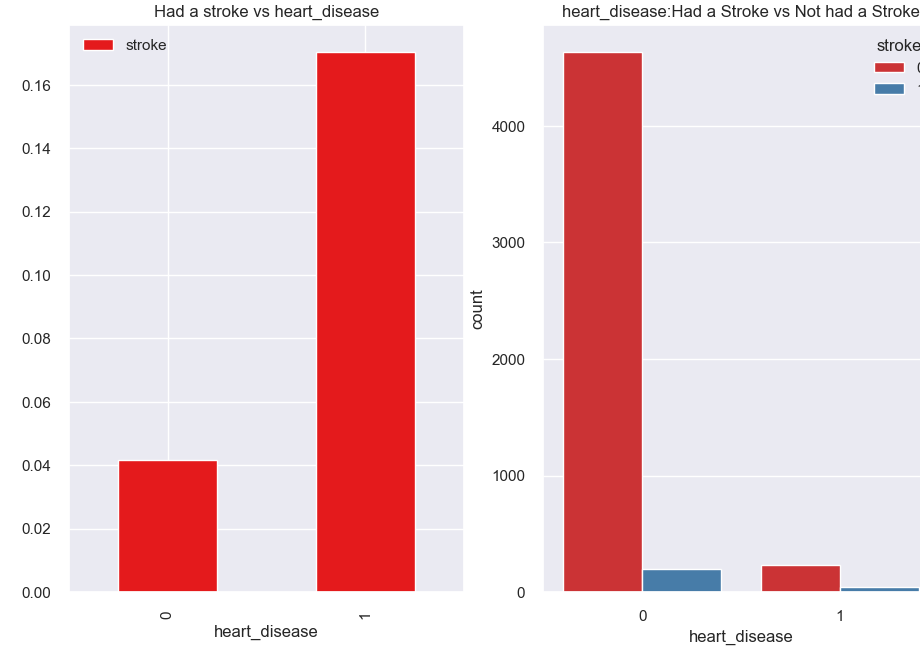 Had a stroke vs heart_disease
stroke
0.16
0.14
0.12
0.10
0.08
0.06
0.04
0.02
0.00
0
1
heart_disease
heart_disease:Had a Stroke vs Not had a Stroke
stroke
4000
3000
2000
1000
0
count
0
1
heart_disease